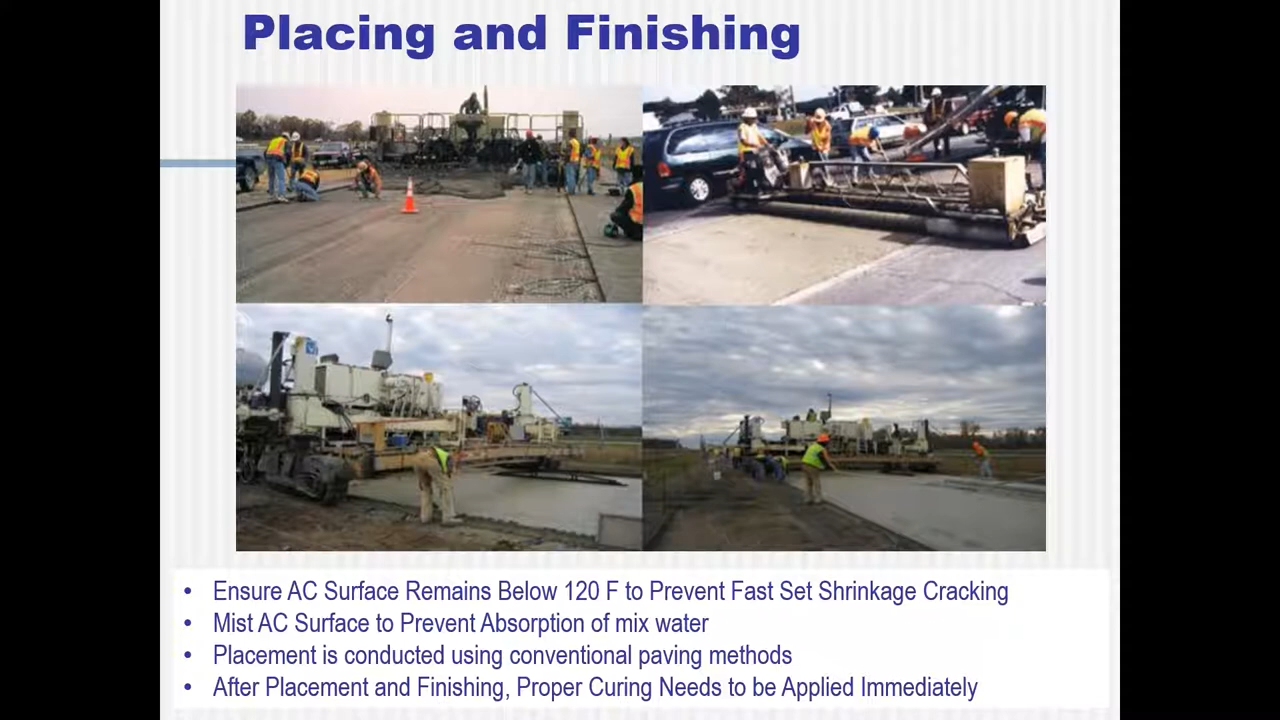 Placing and Finishing
• Ensure AC Surface Remains Below 120 F to Prevent Fast Set Shrinkage Cracking
• Mist AC Surface to Prevent Absorption of mix water
• Placement is conducted using conventional paving methods
• After Placement and Finishing, Proper Curing Needs to be Applied Immediately